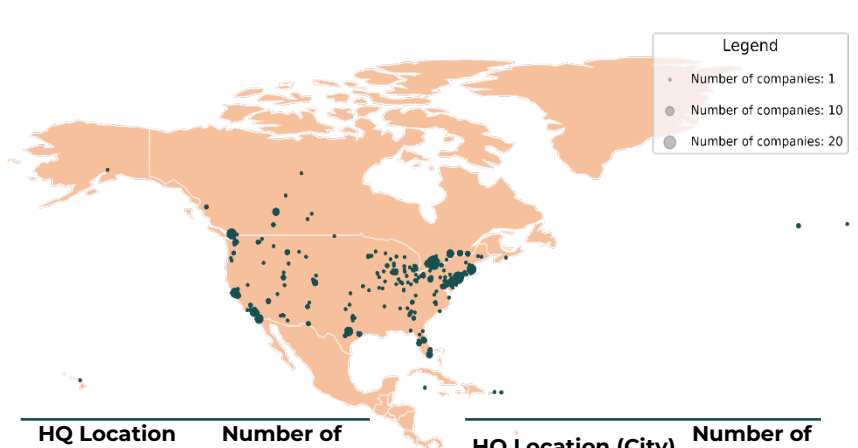 Legend
Number of companies: 1
Number of companies: 10
Number of companies: 20
HQ Location
Number of
HQ Location (City)
Number of